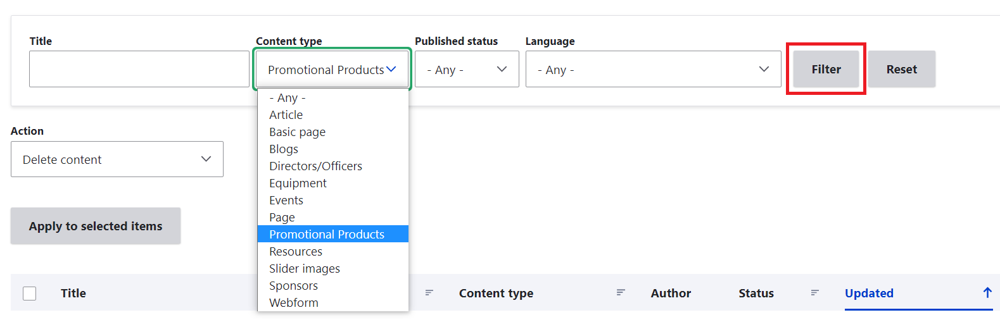 Title Content type Published status Language
Promotional Products - Any - - Any - Filter Reset
- Any -
Article
Action
Basic page
Blogs
Delete content
Directors/Officers
Equipment
Events
Page
Apply to selected items
Promotional Products
Resources
Slider images
Sponsors
Title Content type Author Status Updated
Webform